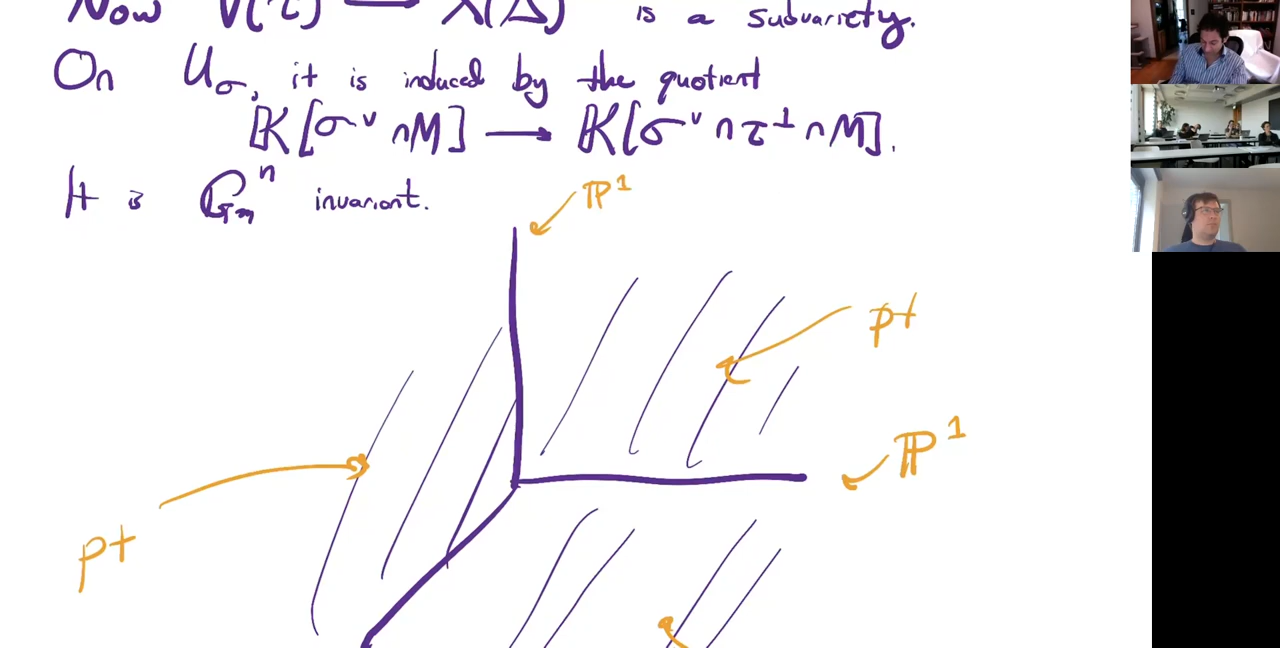 Now V(τ) → X(Δ) is a subvariety.
On U_σ, it is induced by the quotient
𝕂[σ^∨ ∩ M] → 𝕂[σ^∨ ∩ τ^⊥ ∩ M].
It is 𝔾_m^n invariant.
ℙ^1
pt
ℙ^1
pt